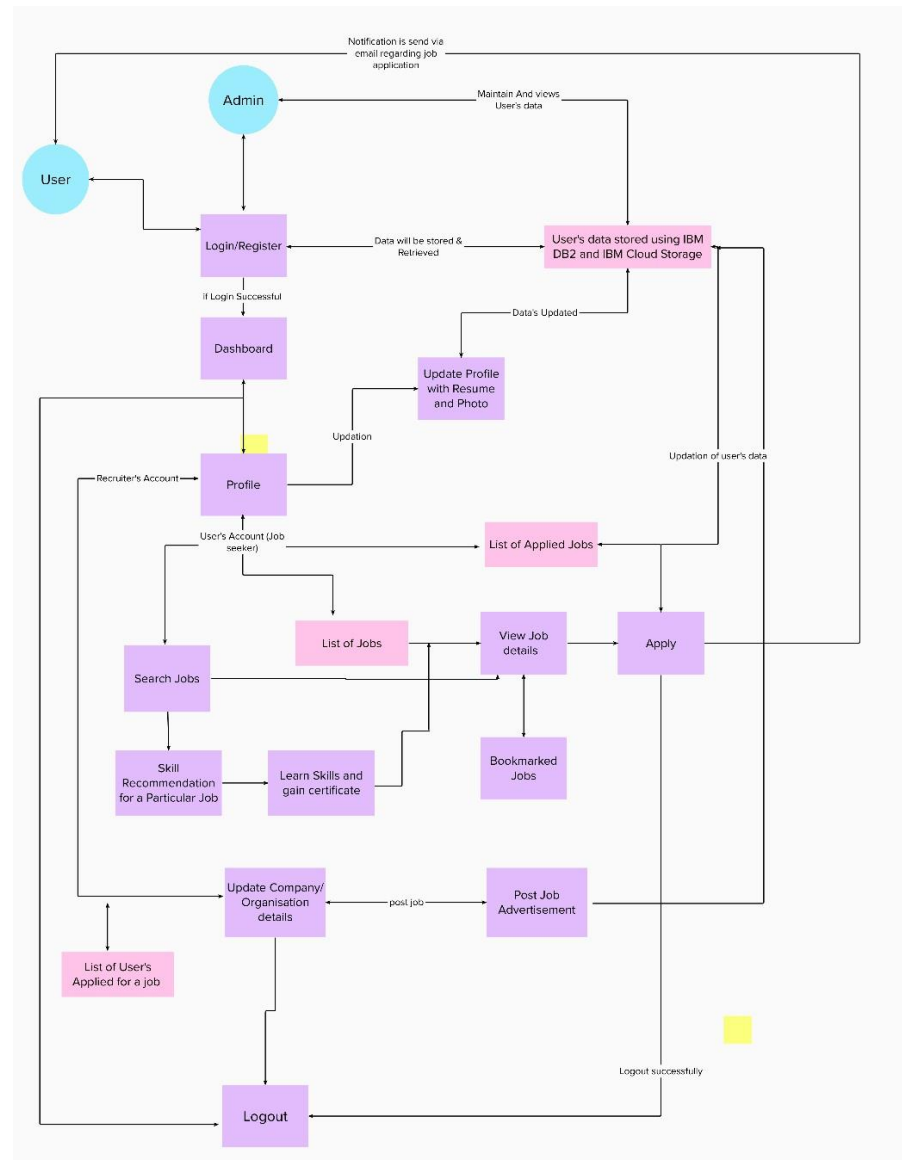 Notification is send via
email regarding job
application
Admin
Maintain And views
User's data
User
Login/Register
Data will be stored &
Retrieved
User's data stored using IBM
DB2 and IBM Cloud Storage
if Login Successful
Data's Updated
Dashboard
Update Profile
with Resume
and Photo
Updation
Updation of user's data
Recruiter's Account
Profile
User's Account (Job
seeker)
List of Applied Jobs
List of Jobs
View Job
details
Apply
Search Jobs
Skill
Recommendation
for a Particular Job
Learn Skills and
gain certificate
Bookmarked
Jobs
Update Company/
Organisation
details
post job
Post Job
Advertisement
List of User's
Applied for a job
Logout successfully
Logout